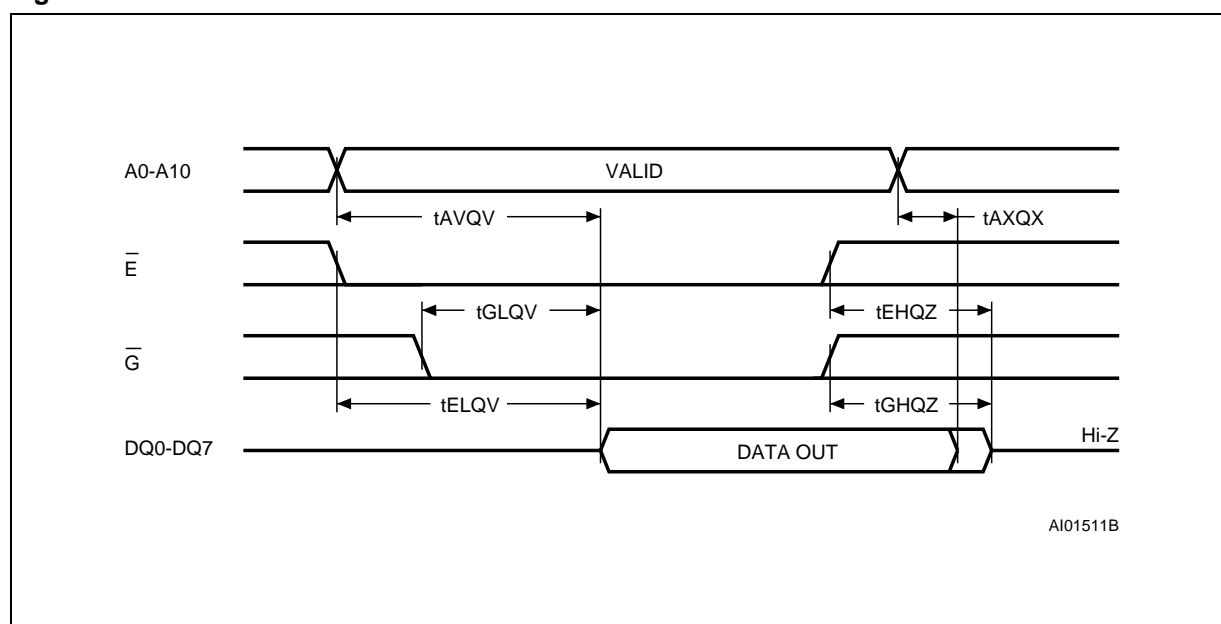 A0-A10
VALID
tAVQV
tAXQX
E
tGLQV
tEHQZ
G
tELQV
tGHQZ
DQ0-DQ7
DATA OUT
Hi-Z
AI01511B